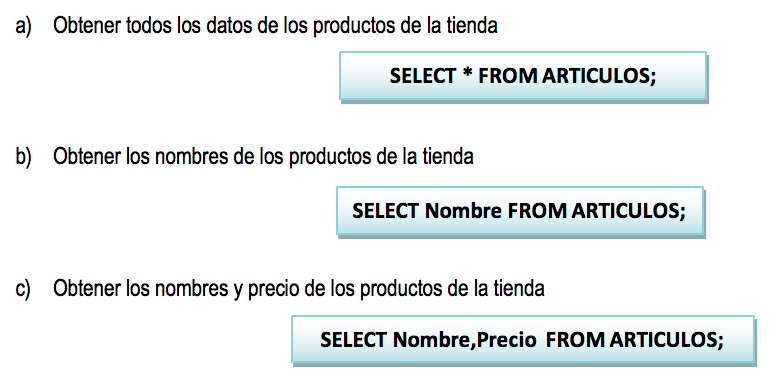 a) Obtener todos los datos de los productos de la tienda
SELECT * FROM ARTICULOS;
b) Obtener los nombres de los productos de la tienda
SELECT Nombre FROM ARTICULOS;
c) Obtener los nombres y precio de los productos de la tienda
SELECT Nombre,Precio FROM ARTICULOS;